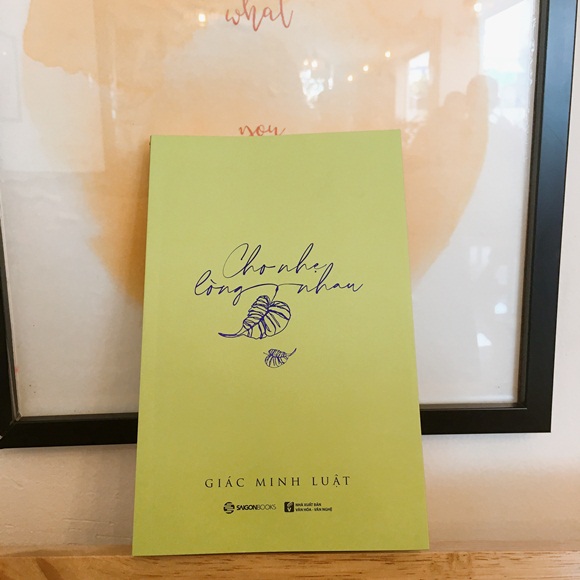 what
you
Cho nhẹ
lòng nhau
GIÁC MINH LUẬT
SAIGONBOOKS
NHÀ XUẤT BẢN
VĂN HÓA - VĂN NGHỆ